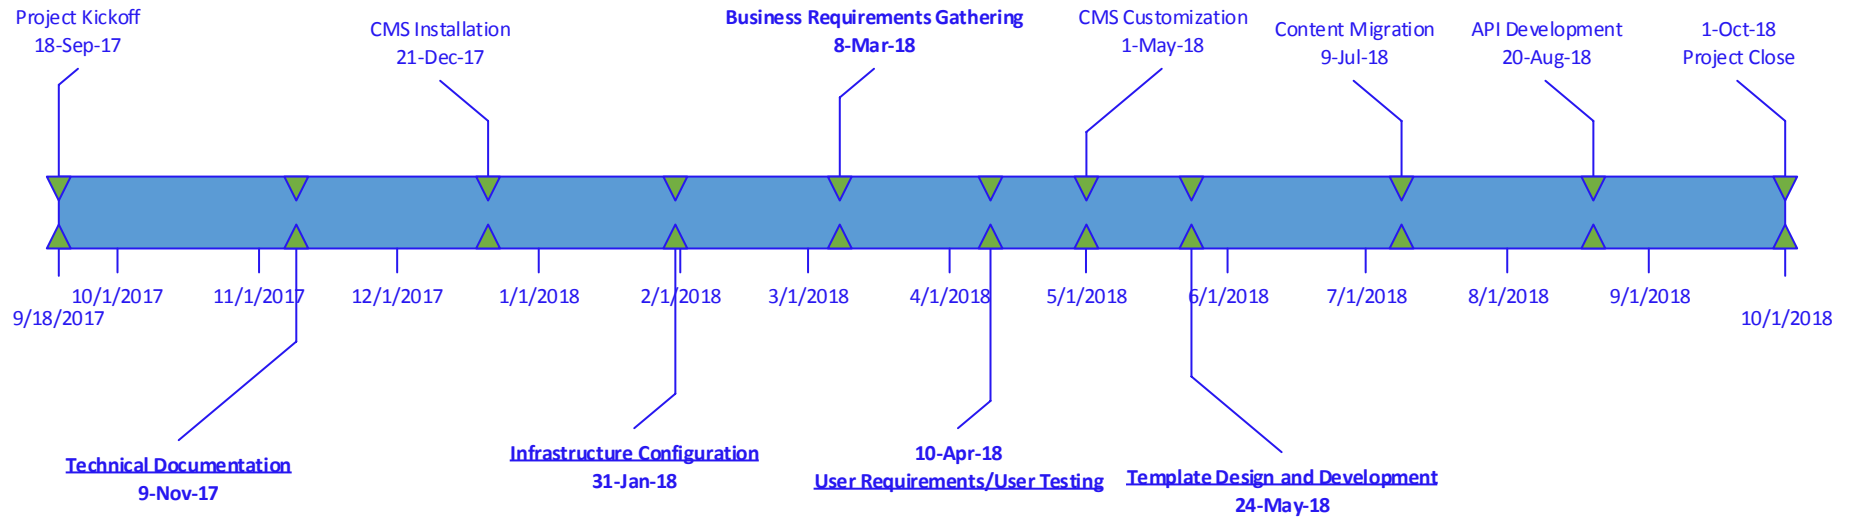 Project Kickoff
18-Sep-17
CMS Installation
21-Dec-17
Business Requirements Gathering
8-Mar-18
CMS Customization
1-May-18
Content Migration
9-Jul-18
API Development
20-Aug-18
1-Oct-18
Project Close
9/18/2017
10/1/2017
11/1/2017
12/1/2017
1/1/2018
2/1/2018
3/1/2018
4/1/2018
5/1/2018
6/1/2018
7/1/2018
8/1/2018
9/1/2018
10/1/2018
Technical Documentation
9-Nov-17
Infrastructure Configuration
31-Jan-18
10-Apr-18
User Requirements/User Testing
Template Design and Development
24-May-18